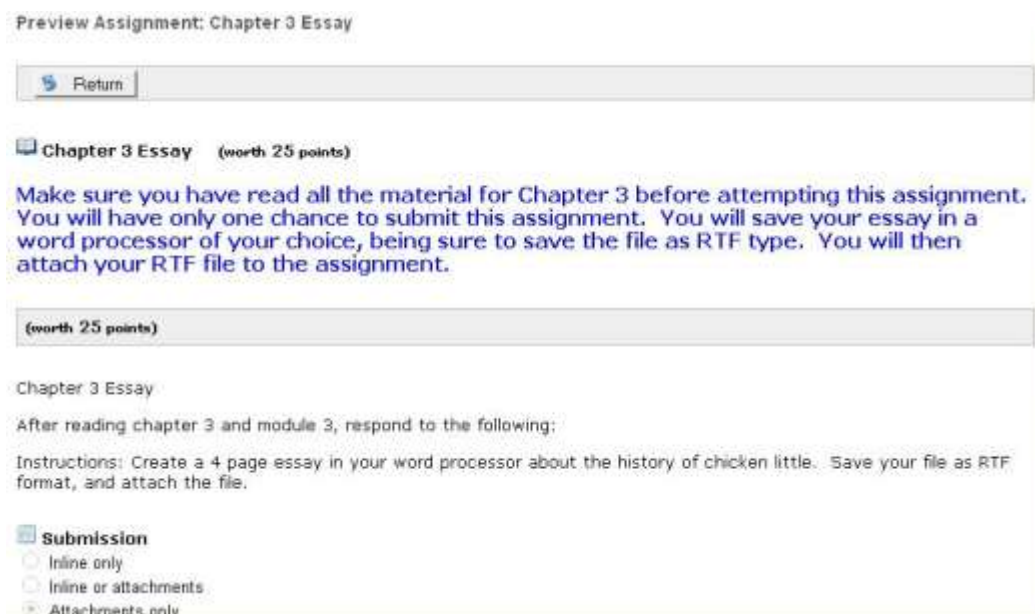 Preview Assignment: Chapter 3 Essay
Return
Chapter 3 Essay (worth 25 points)
Make sure you have read all the material for Chapter 3 before attempting this assignment.
You will have only one chance to submit this assignment. You will save your essay in a
word processor of your choice, being sure to save the file as RTF type. You will then
attach your RTF file to the assignment.
(worth 25 points)
Chapter 3 Essay
After reading chapter 3 and module 3, respond to the following:
Instructions: Create a 4 page essay in your word processor about the history of chicken little. Save your file as RTF
format, and attach the file.
Submission
Inline only
Inline or attachments
Attachments only